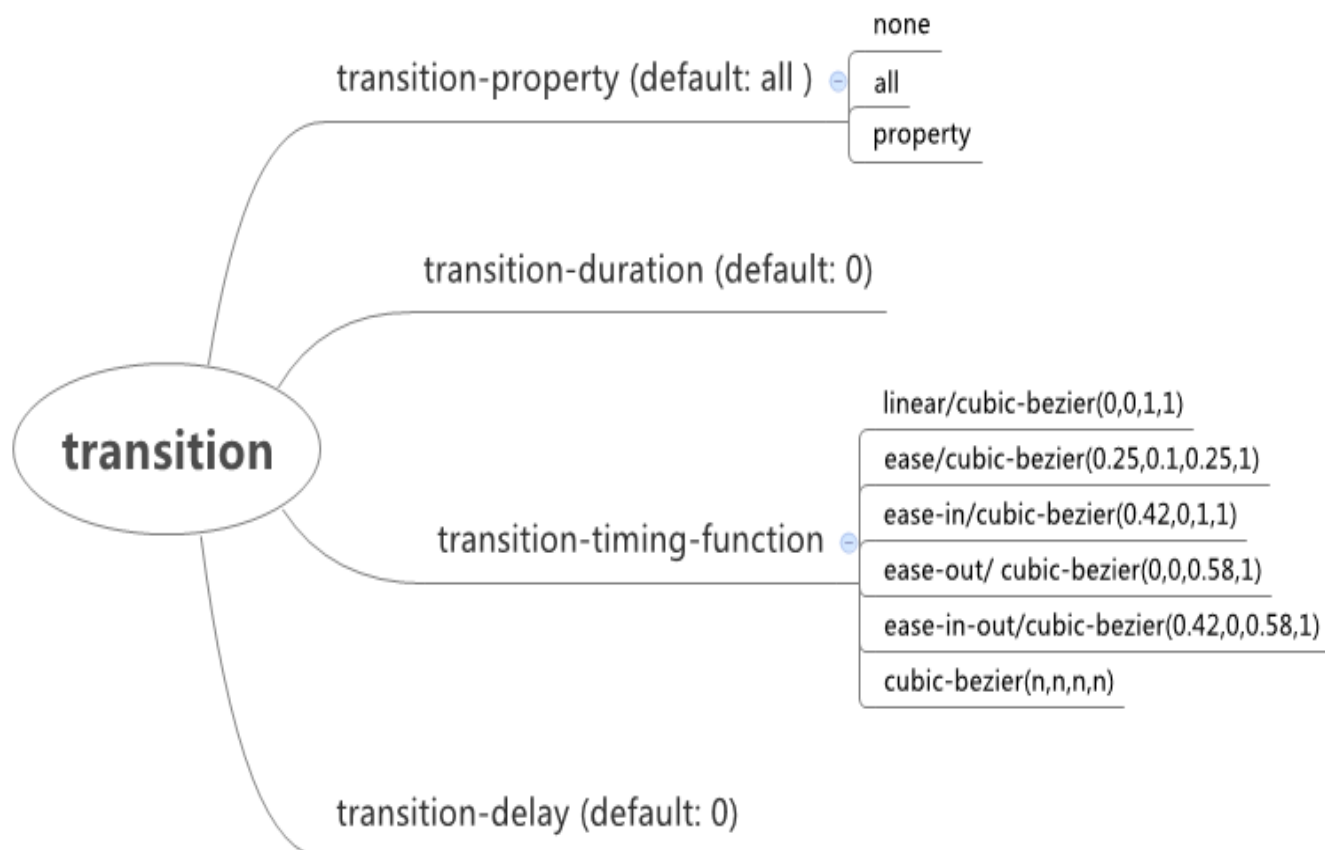 none
transition-property (default: all )
all
property
transition-duration (default: 0)
transition
linear/cubic-bezier(0,0,1,1)
ease/cubic-bezier(0.25,0.1,0.25,1)
ease-in/cubic-bezier(0.42,0,1,1)
transition-timing-function
ease-out/ cubic-bezier(0,0,0.58,1)
ease-in-out/cubic-bezier(0.42,0,0.58,1)
cubic-bezier(n,n,n,n)
transition-delay (default: 0)